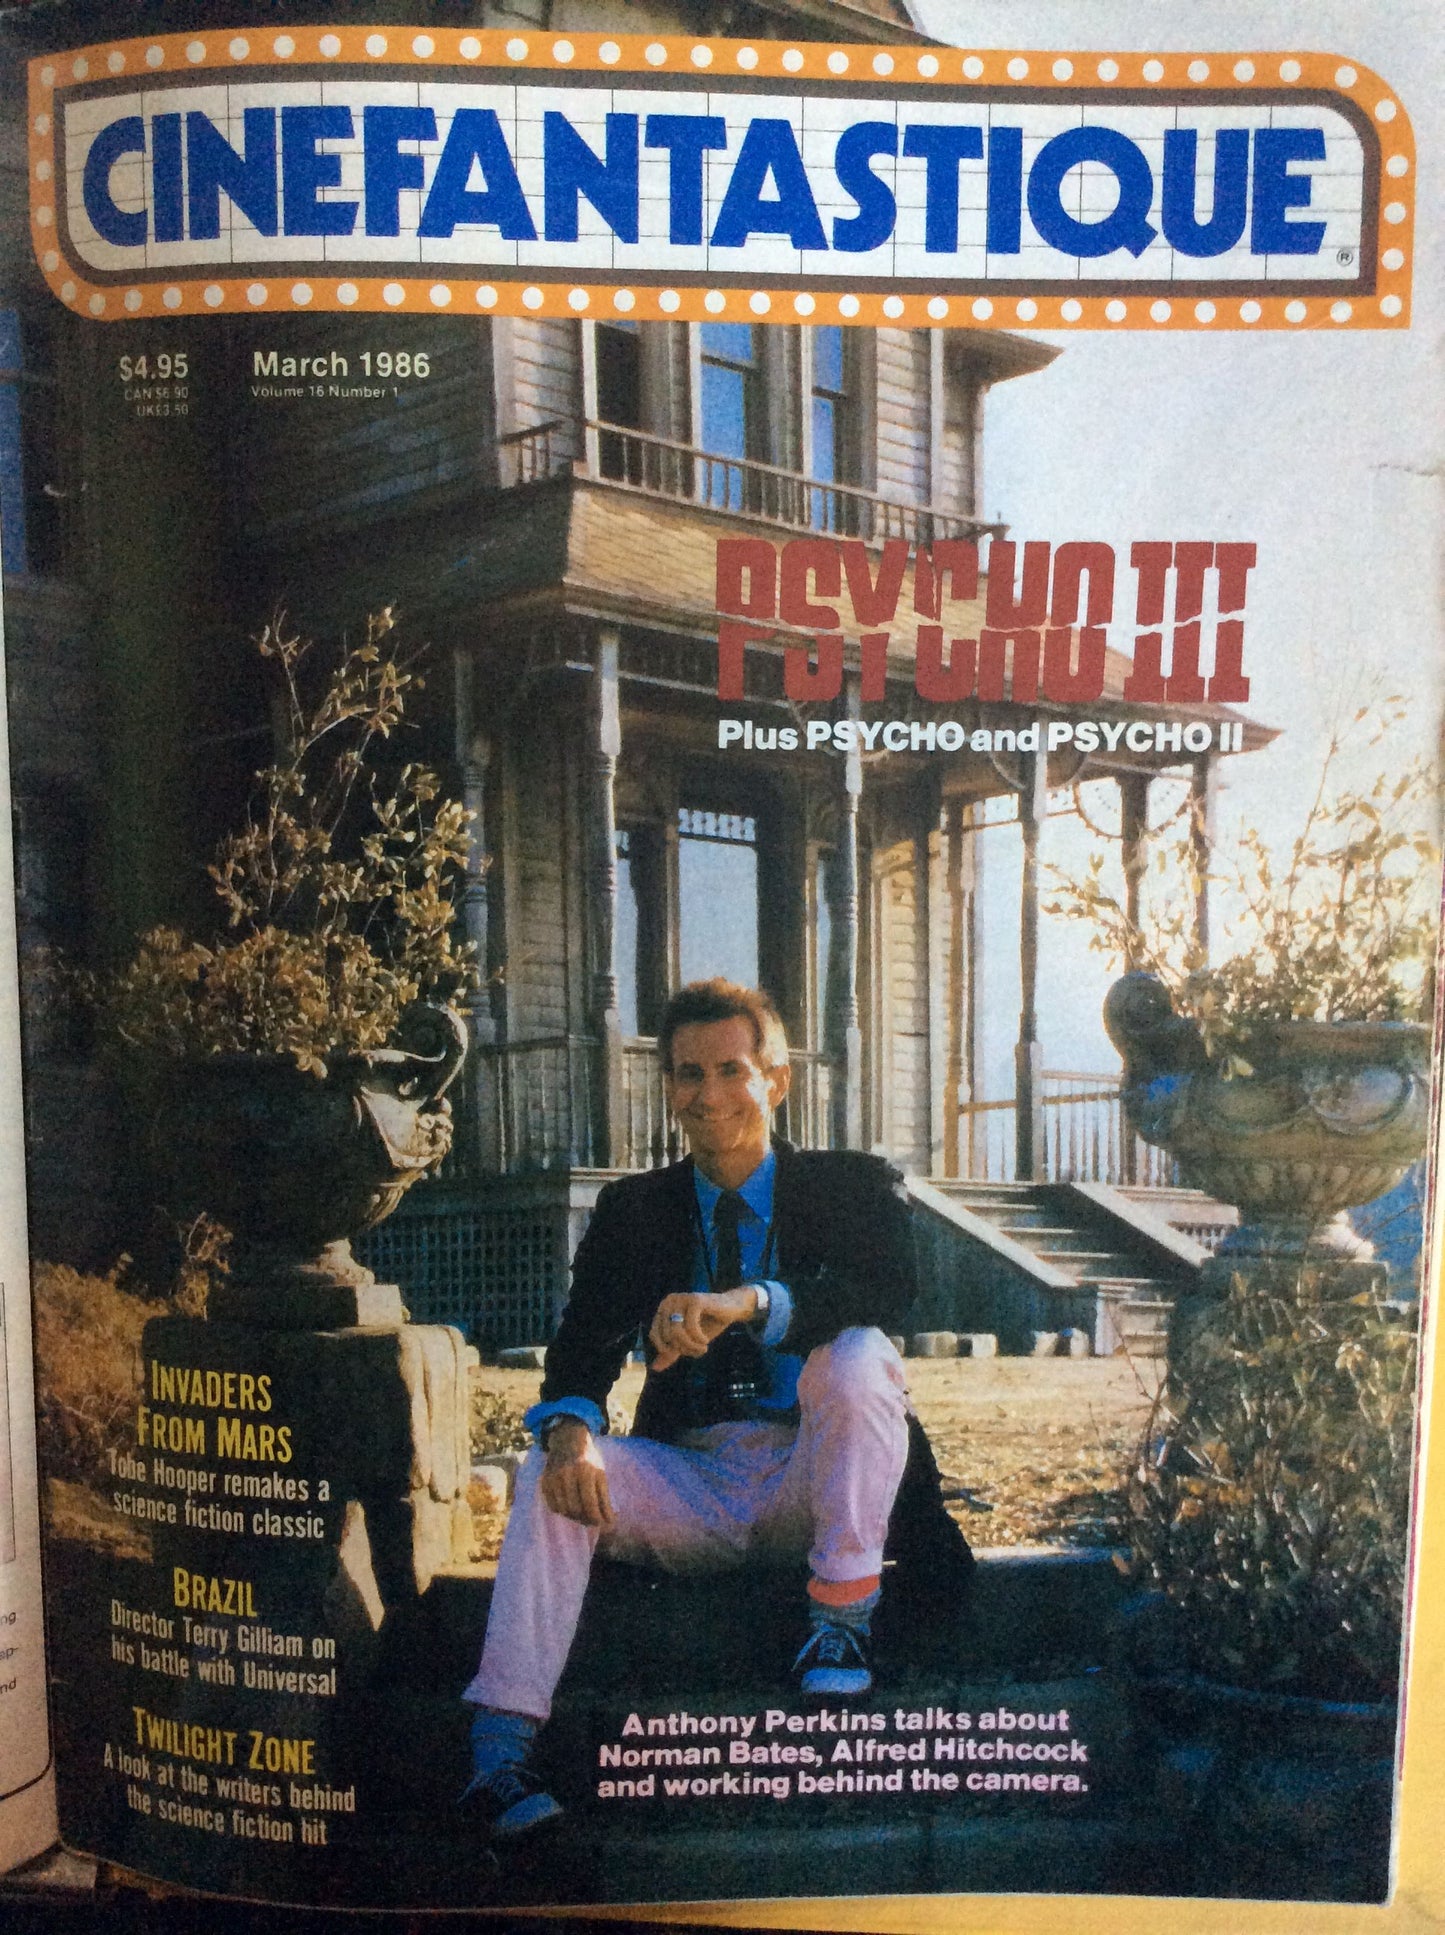 CINEFANTASTIQUE
®
$4.95
CAN $6.90
UK£3.50
March 1986
Volume 16 Number 1
PSYCHO III
Plus PSYCHO and PSYCHO II
INVADERS
FROM MARS
Tobe Hooper remakes a
science fiction classic
BRAZIL
Director Terry Gilliam on
his battle with Universal
TWILIGHT ZONE
A look at the writers behind
the science fiction hit
Anthony Perkins talks about
Norman Bates, Alfred Hitchcock
and working behind the camera.